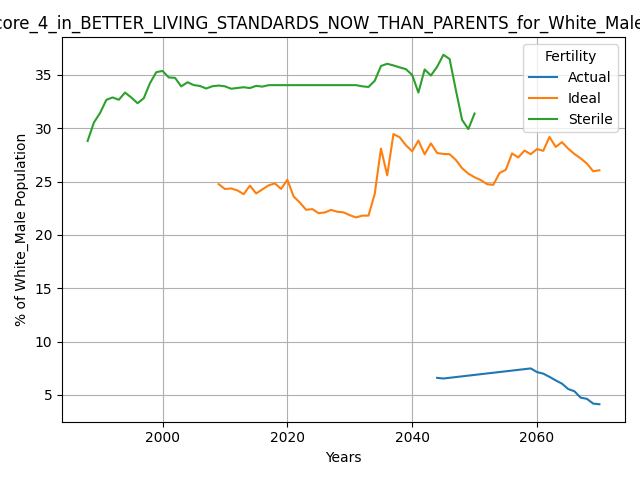 core_4_in_BETTER_LIVING_STANDARDS_NOW_THAN_PARENTS_for_White_Male
Fertility
Actual
Ideal
Sterile
% of White_Male Population
35
30
25
20
15
10
5
2000 2020 2040 2060
Years